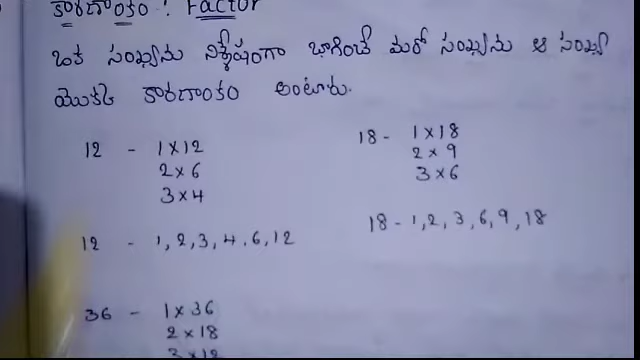 కారణాంకం : Factor
ఒక సంఖ్యను నిశ్శేషంగా భాగించే మరో సంఖ్యను ఆ సంఖ్య
యొక్క కారణాంకం అంటారు.
12 - 1 x 12
2 x 6
3 x 4
18 - 1 x 18
2 x 9
3 x 6
12 - 1, 2, 3, 4, 6, 12
18 - 1, 2, 3, 6, 9, 18
36 - 1 x 36
2 x 18
3 x 12